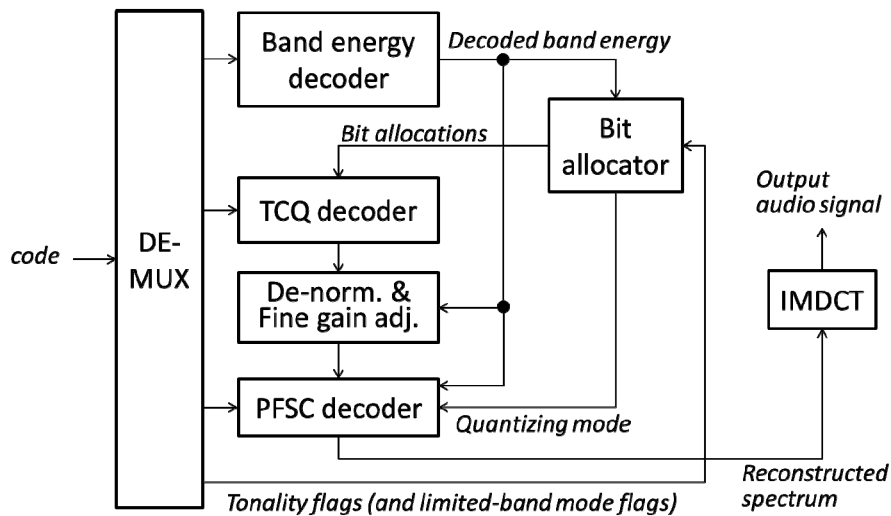 Band energy
decoder
Decoded band energy
Bit allocations
Bit
allocator
Output
audio signal
TCQ decoder
code
DE-
MUX
De-norm. &
Fine gain adj.
IMDCT
PFSC decoder
Quantizing mode
Reconstructed
spectrum
Tonality flags (and limited-band mode flags)